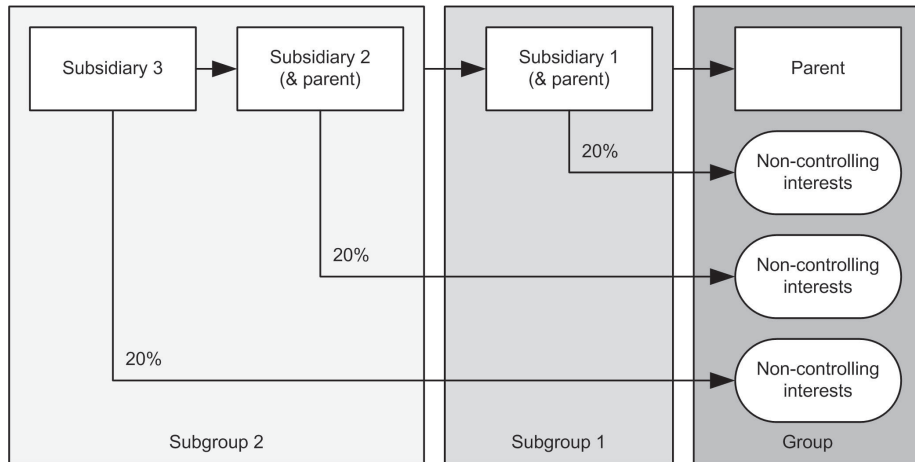 Subsidiary 3
Subsidiary 2
(& parent)
Subsidiary 1
(& parent)
Parent
20%
Non-controlling
interests
20%
Non-controlling
interests
20%
Non-controlling
interests
Subgroup 2
Subgroup 1
Group